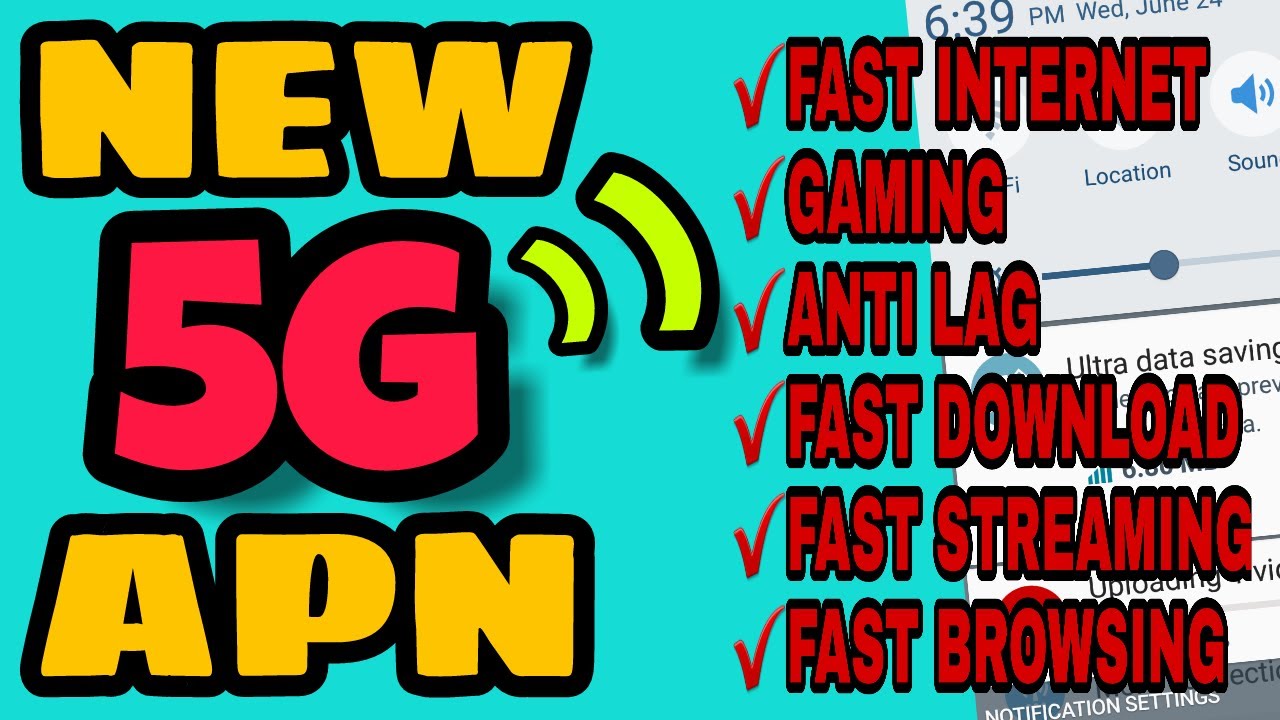 NEW
5G
APN
✓FAST INTERNET
✓GAMING
✓ANTI LAG
✓FAST DOWNLOAD
✓FAST STREAMING
✓FAST BROWSING
6:39 PM Wed, June 24
Fi
Location
Ultra data saving
Uploading
NOTIFICATION SETTINGS